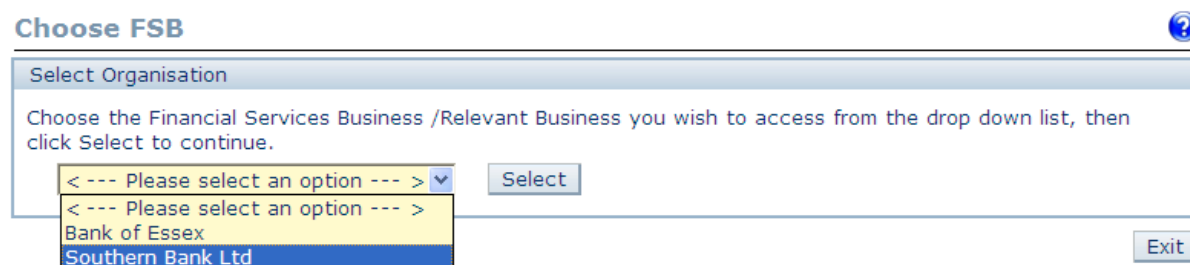 Choose FSB
?
Select Organisation
Choose the Financial Services Business /Relevant Business you wish to access from the drop down list, then
click Select to continue.
< --- Please select an option --- > Select
< --- Please select an option --- >
Bank of Essex
Southern Bank Ltd
Exit